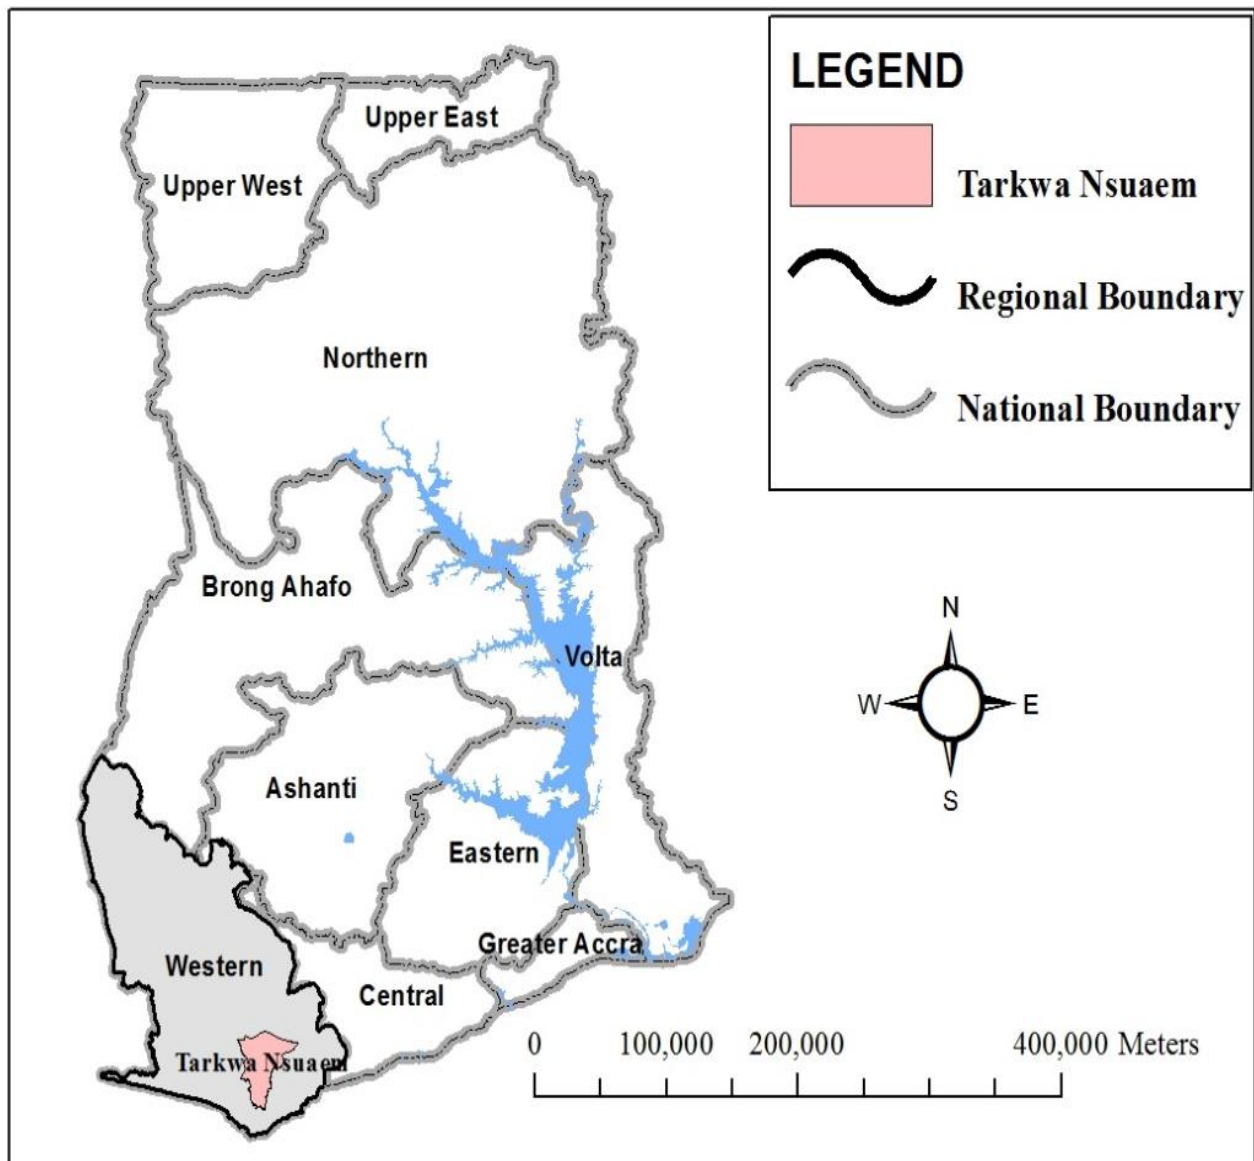 LEGEND
Tarkwa Nsuaem
Regional Boundary
National Boundary
Upper East
Upper West
Northern
Brong Ahafo
Volta
Ashanti
Eastern
Greater Accra
Western
Central
Tarkwa Nsuaem
N
W E
S
0 100,000 200,000 400,000 Meters